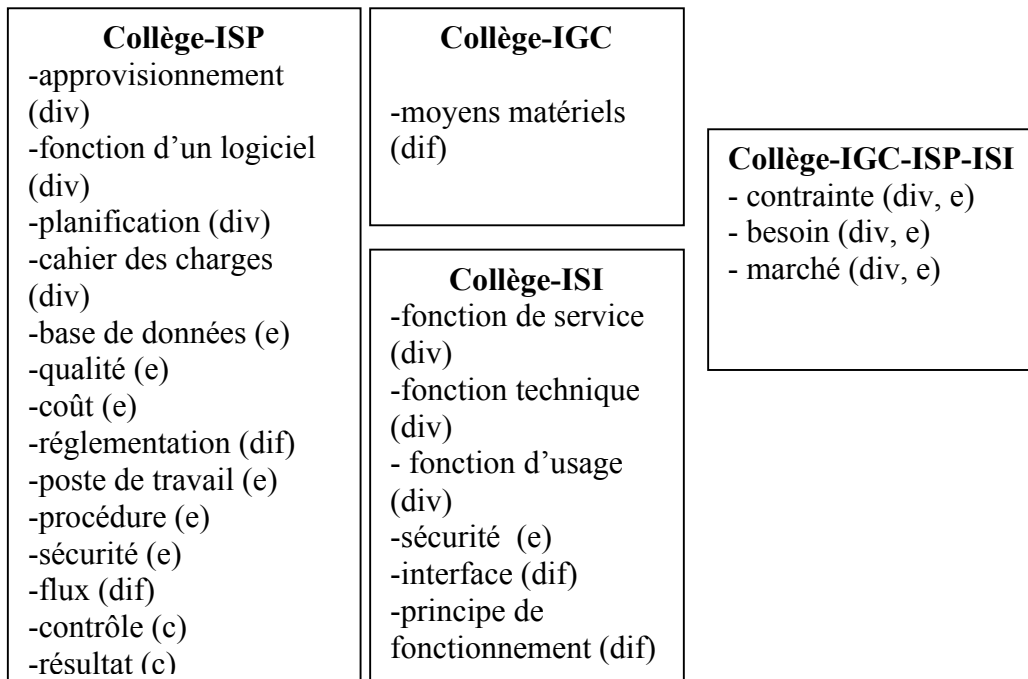 Collège-ISP
-approvisionnement
(div)
-fonction d’un logiciel
(div)
-planification (div)
-cahier des charges
(div)
-base de données (e)
-qualité (e)
-coût (e)
-réglementation (dif)
-poste de travail (e)
-procédure (e)
-sécurité (e)
-flux (dif)
-contrôle (c)
-résultat (c)
Collège-IGC
-moyens matériels
(dif)
Collège-ISI
-fonction de service
(div)
-fonction technique
(div)
- fonction d’usage
(div)
-sécurité (e)
-interface (dif)
-principe de
fonctionnement (dif)
Collège-IGC-ISP-ISI
- contrainte (div, e)
- besoin (div, e)
- marché (div, e)